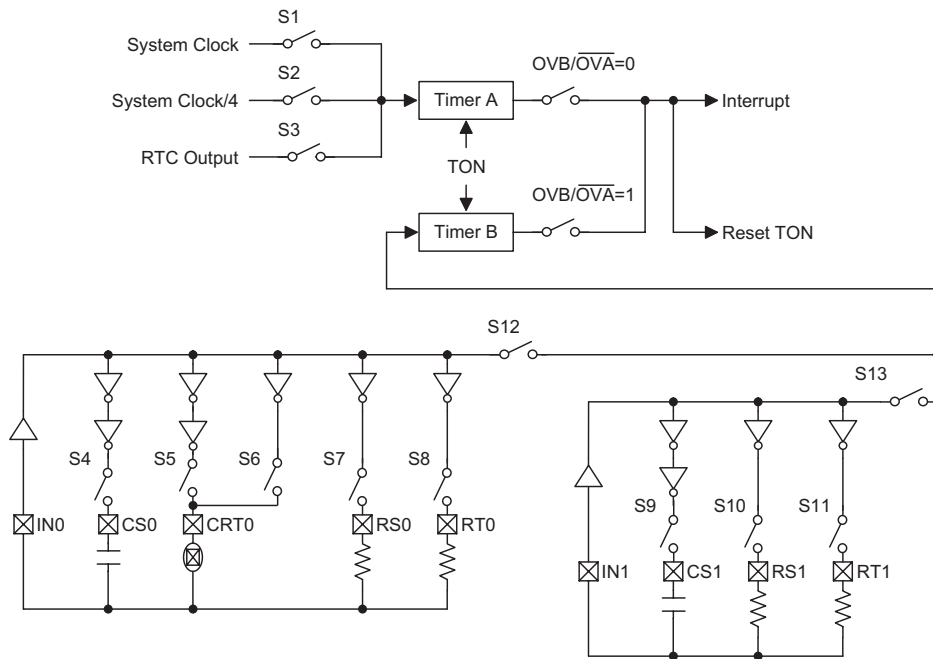 S1
System Clock
OVB/O̅V̅A̅=0
S2
System Clock/4
Timer A
Interrupt
S3
RTC Output
TON
OVB/O̅V̅A̅=1
Timer B
Reset TON
S12
S13
S4
S5
S6
S7
S8
S9
S10
S11
IN0
CS0
CRT0
RS0
RT0
IN1
CS1
RS1
RT1